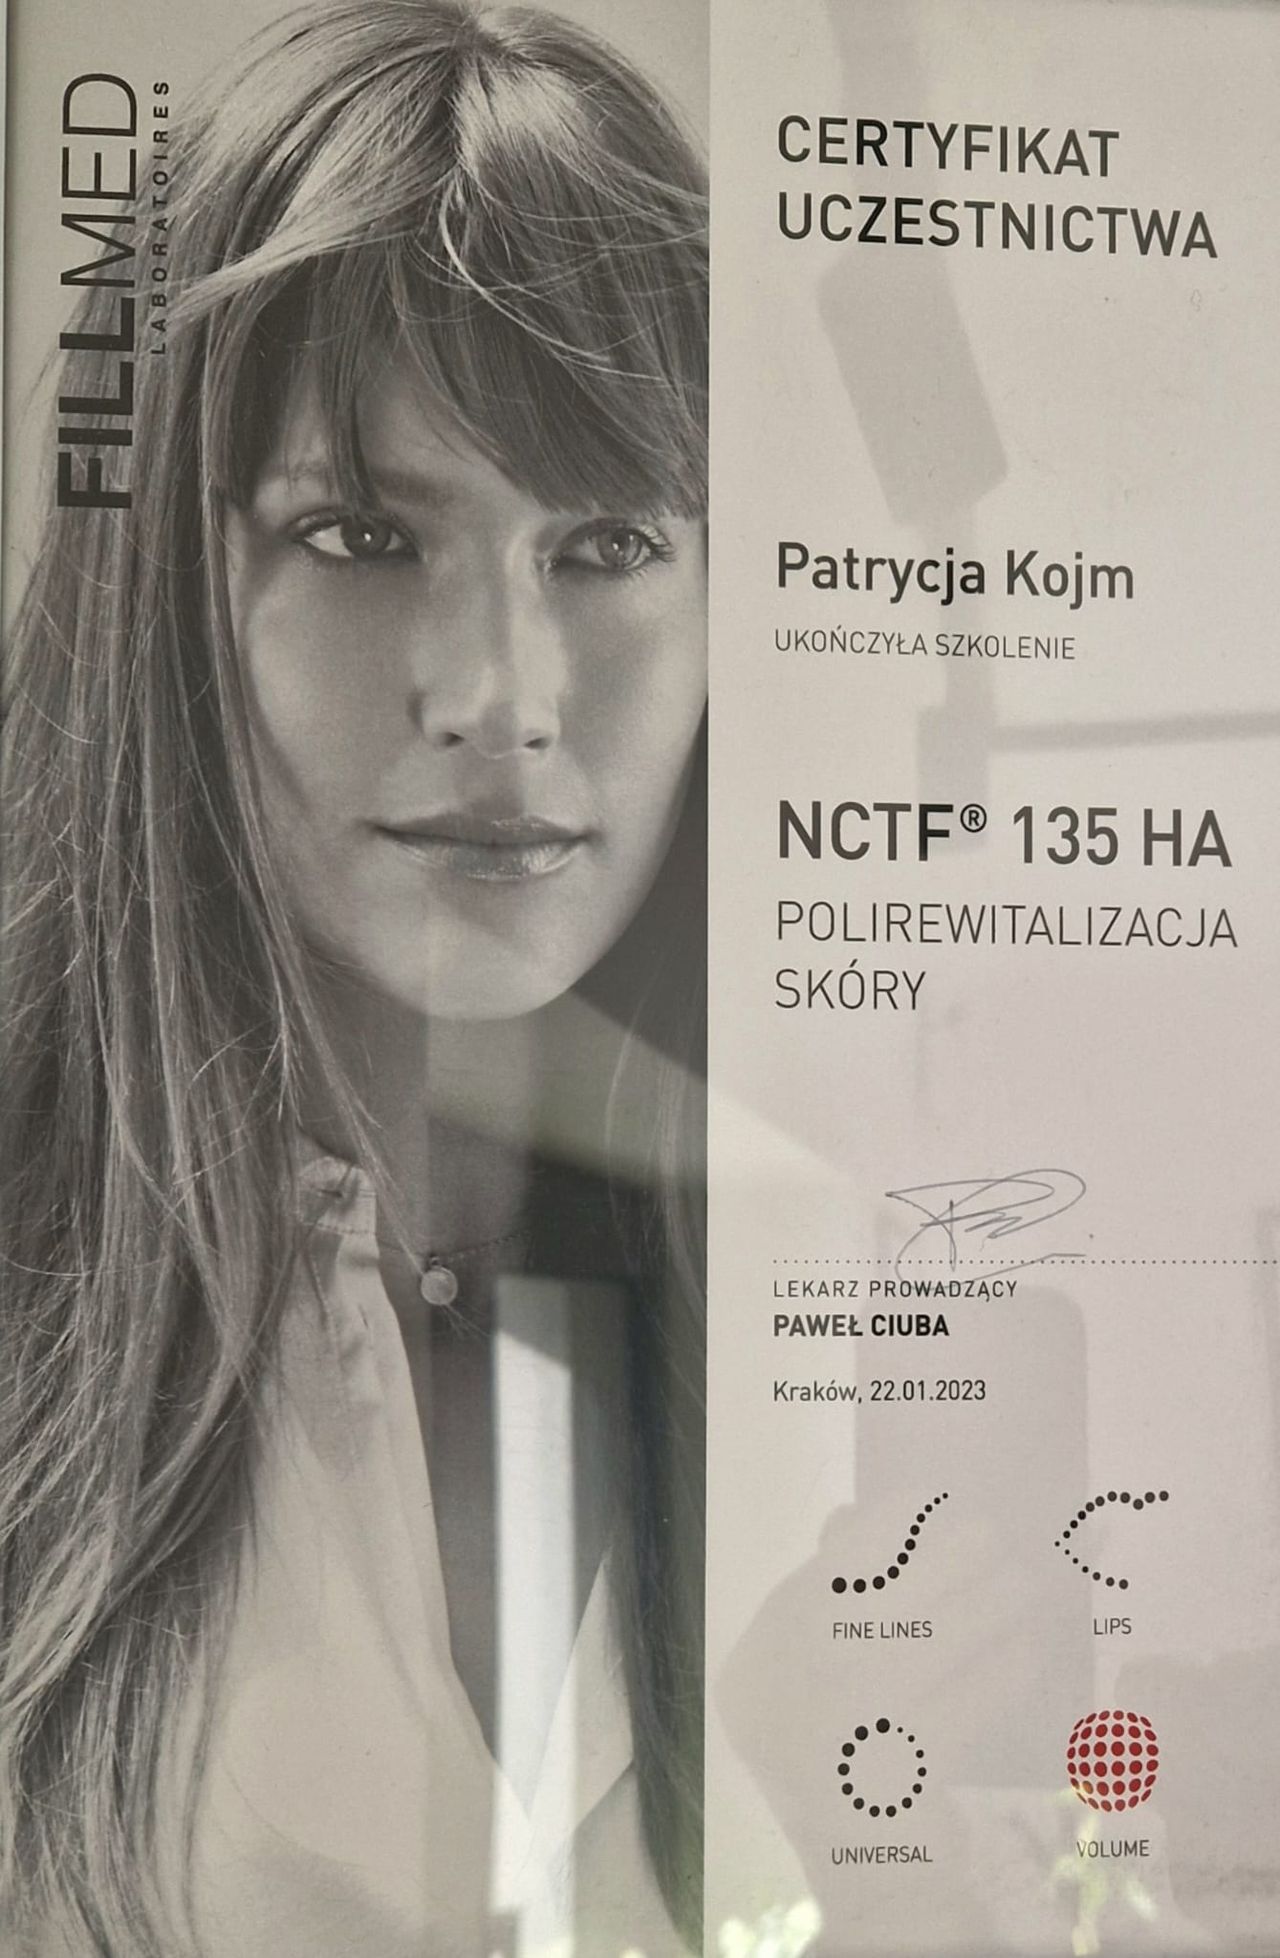 FILLMED
LABORATOIRES
CERTYFIKAT
UCZESTNICTWA
Patrycja Kojm
UKOŃCZYŁA SZKOLENIE
NCTF® 135 HA
POLIREWITALIZACJA
SKÓRY
LEKARZ PROWADZĄCY
PAWEŁ CIUBA
Kraków, 22.01.2023
FINE LINES
LIPS
UNIVERSAL
VOLUME